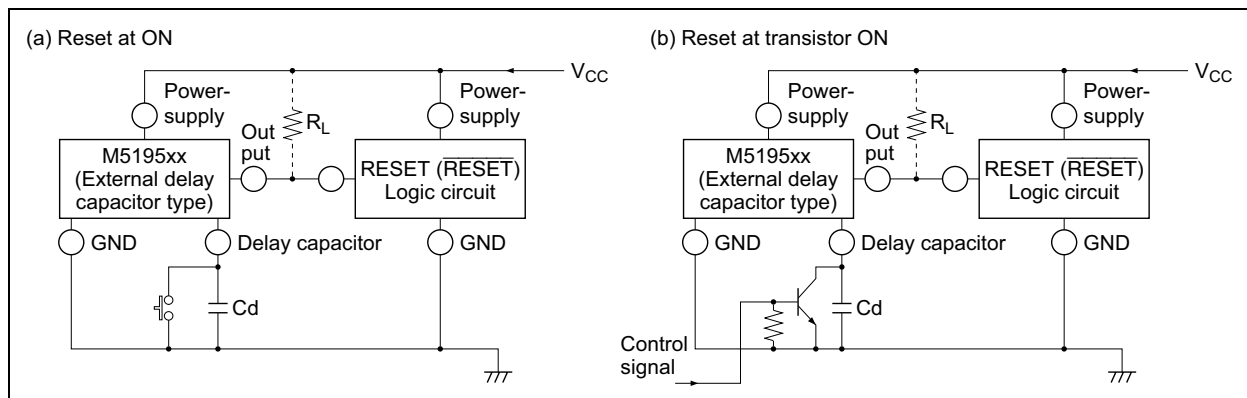 (a) Reset at ON
VCC
Power-
supply
RL
Out
put
Power-
supply
M5195xx
(External delay
capacitor type)
RESET (RESET)
Logic circuit
GND
Delay capacitor
GND
Cd
(b) Reset at transistor ON
VCC
Power-
supply
RL
Out
put
Power-
supply
M5195xx
(External delay
capacitor type)
RESET (RESET)
Logic circuit
GND
Delay capacitor
GND
Cd
Control
signal